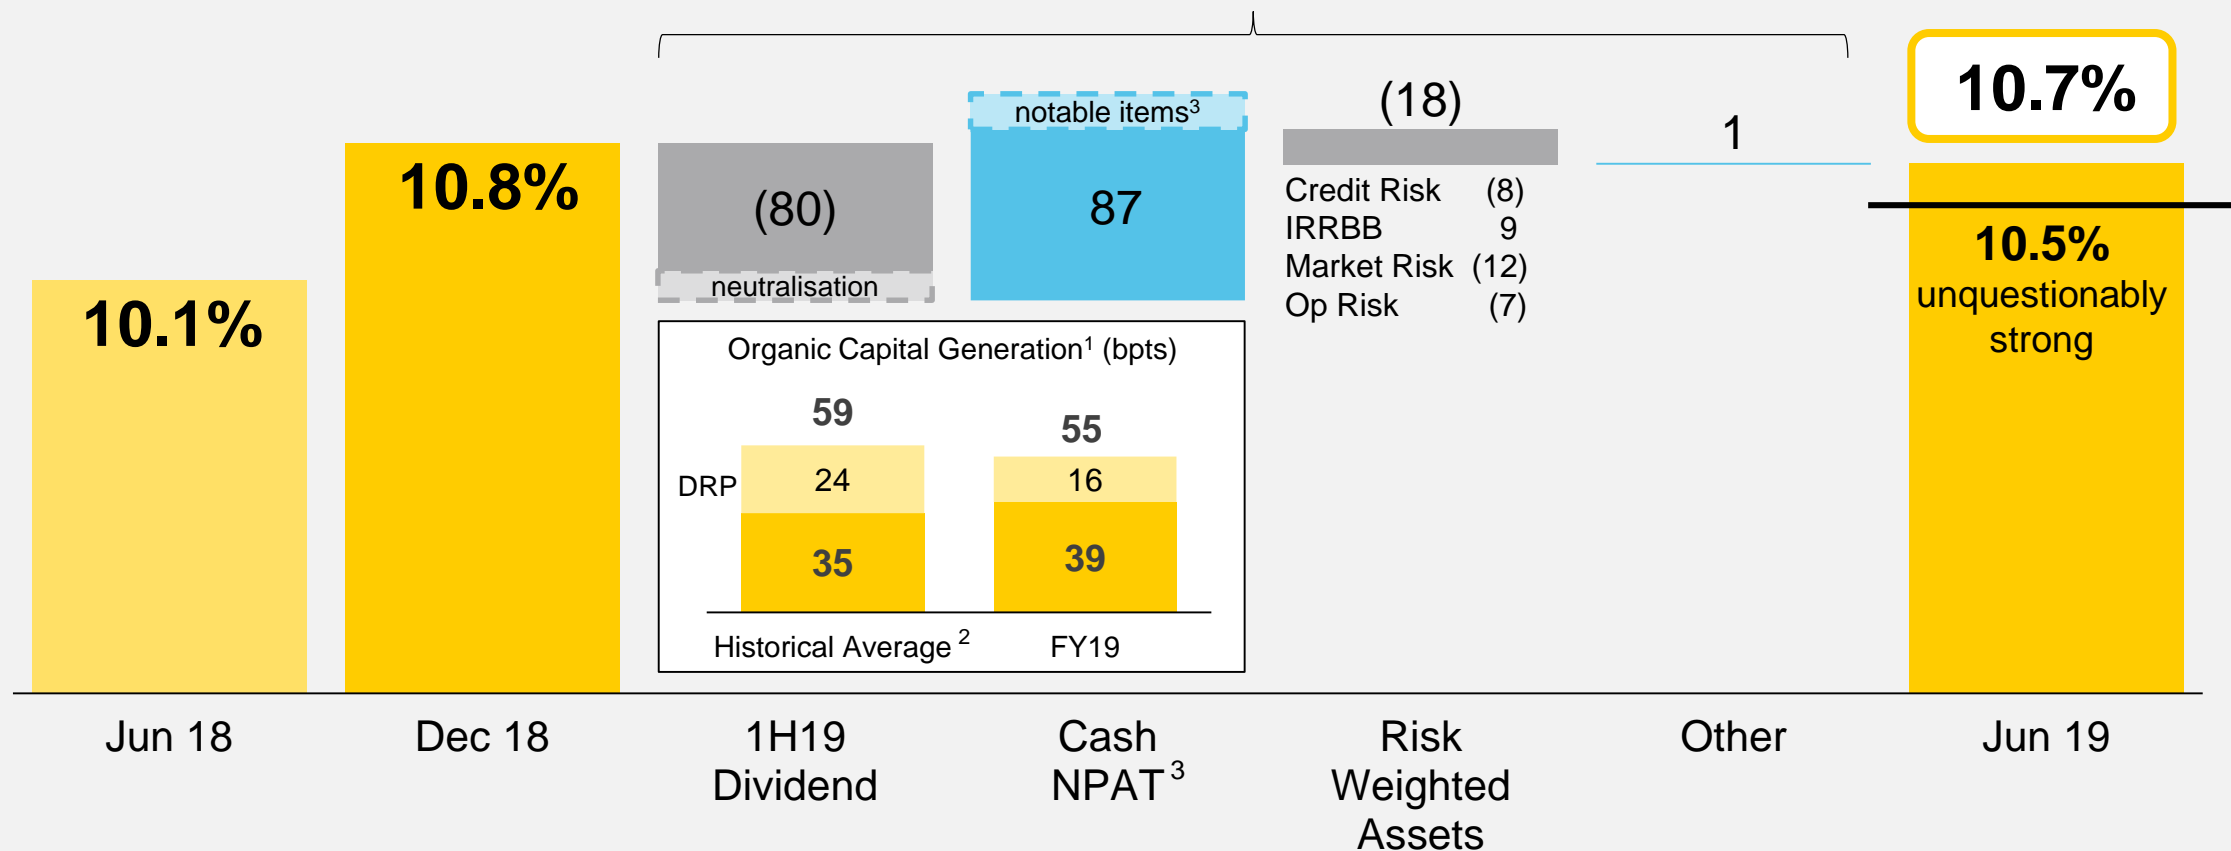 10.1%
10.8%
(80)
neutralisation
notable items³
87
(18)
Credit Risk (8)
IRRBB 9
Market Risk (12)
Op Risk (7)
1
10.7%
10.5%
unquestionably
strong
Organic Capital Generation¹ (bpts)
59
55
DRP
24
16
35
39
Historical Average ²
FY19
Jun 18
Dec 18
1H19
Dividend
Cash
NPAT ³
Risk
Weighted
Assets
Other
Jun 19